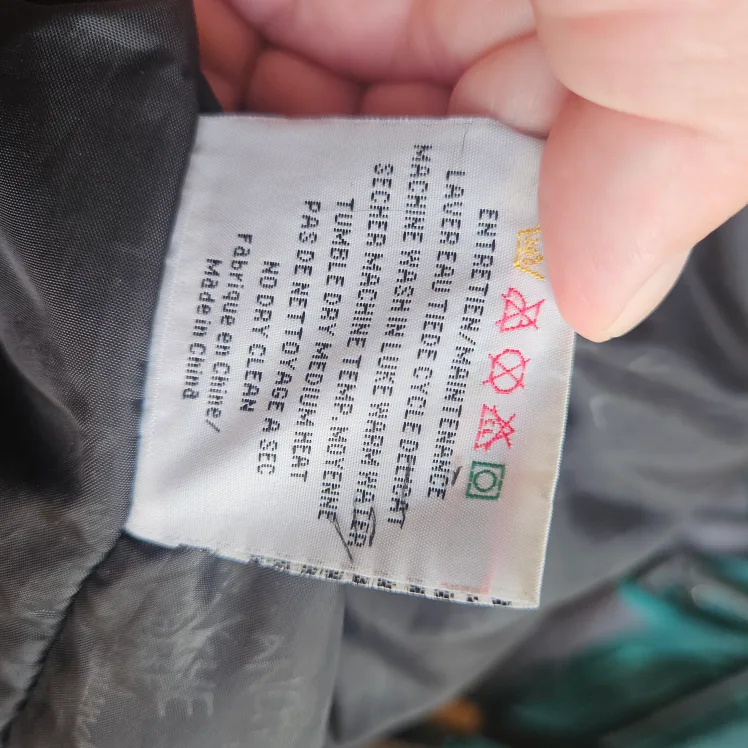 ENTRETIEN/MAINTENANCE
LAVER EAU TIEDE CYCLE DELICAT
MACHINE WASH IN LUKE WARM WATER
SECHER MACHINE TEMP. MOYENNE
TUMBLE DRY MEDIUM HEAT
PAS DE NETTOYAGE A SEC
NO DRY CLEAN
Fabrique en Chine/
Made in China